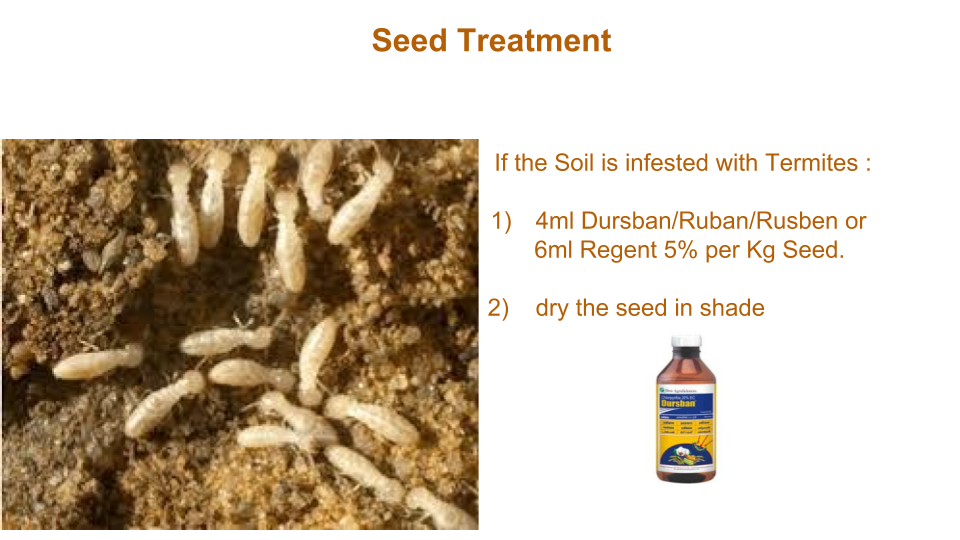 Seed Treatment
If the Soil is infested with Termites :
1) 4ml Dursban/Ruban/Rusben or
6ml Regent 5% per Kg Seed.
2) dry the seed in shade
Dursban